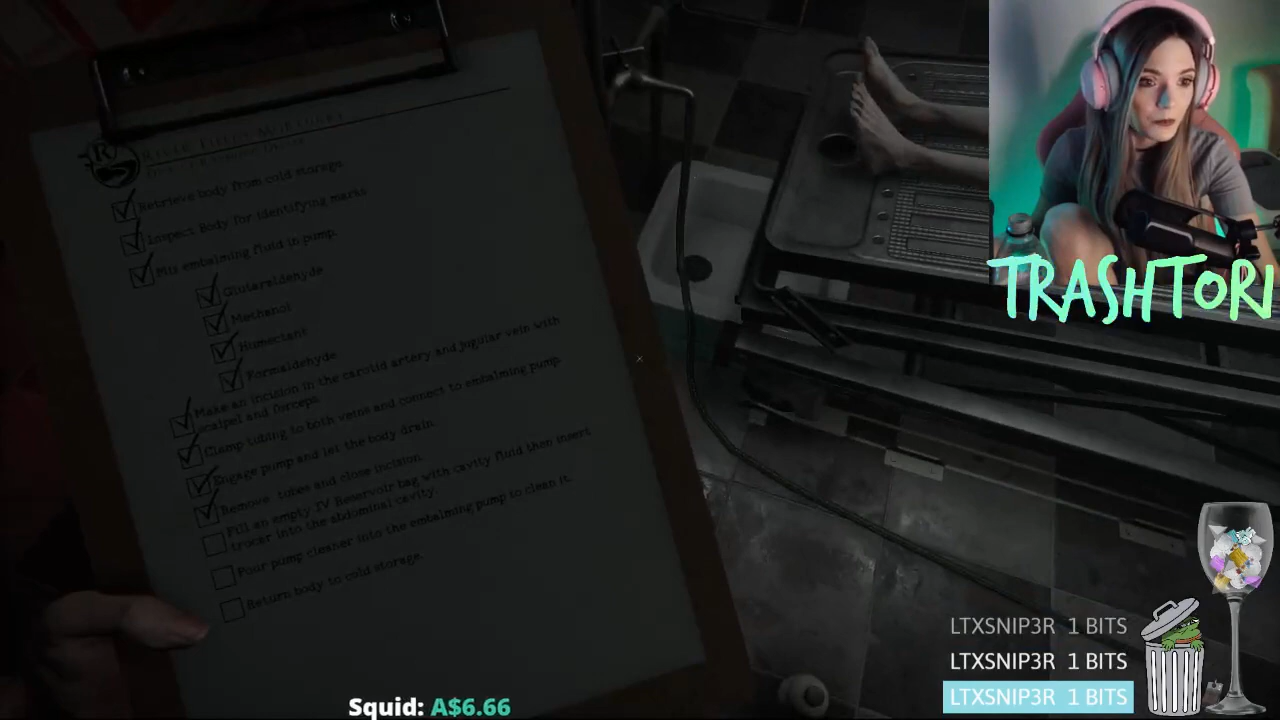 RIVER FIELDS MORTUARY
Retrieve body from cold storage.
Inspect Body for identifying marks.
Mix embalming fluid in pump.
Glutaraldehyde
Methanol
Humectant
Formaldehyde
Make an incision in the carotid artery and jugular vein with
scalpel and forceps.
Clamp tubing to both veins and connect to embalming pump.
Engage pump and let the body drain.
Remove tubes and close incision.
Fill an empty IV Reservoir bag with cavity fluid then insert
trocar into the abdominal cavity.
Pour pump cleaner into the embalming pump to clean it.
Return body to cold storage.
TRASHTORI
LTXSNIP3R 1 BITS
LTXSNIP3R 1 BITS
LTXSNIP3R 1 BITS
Squid: A$6.66